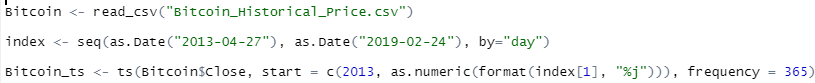 Bitcoin <- read_csv("Bitcoin_Historical_Price.csv")
index <- seq(as.Date("2013-04-27"), as.Date("2019-02-24"), by="day")
Bitcoin_ts <- ts(Bitcoin$Close, start = c(2013, as.numeric(format(index[1], "%j"))), frequency = 365)